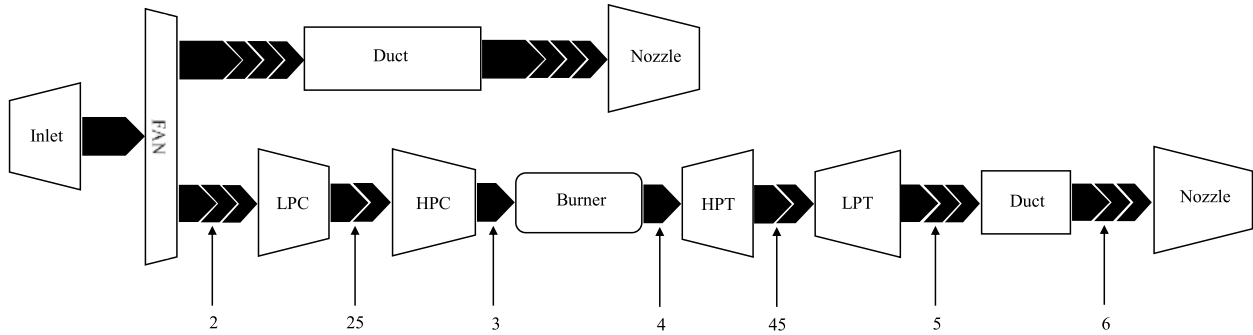 Duct
Nozzle
Inlet
FAN
LPC
HPC
Burner
HPT
LPT
Duct
Nozzle
2
25
3
4
45
5
6